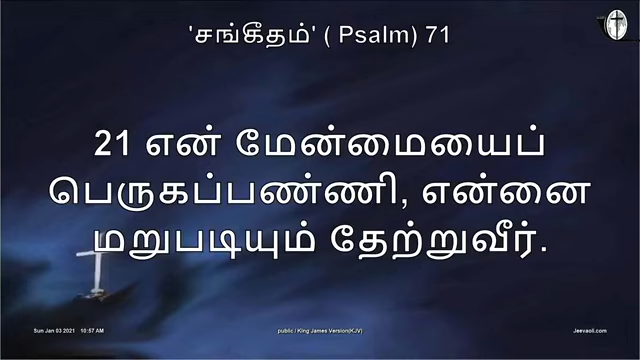 'சங்கீதம்' ( Psalm) 71
21 என் மேன்மையைப்
பெருகப்பண்ணி, என்னை
மறுபடியும் தேற்றுவீர்.
Sun Jan 03 2021 10:57 AM
public / King James Version(KJV)
Jeevaoli.com